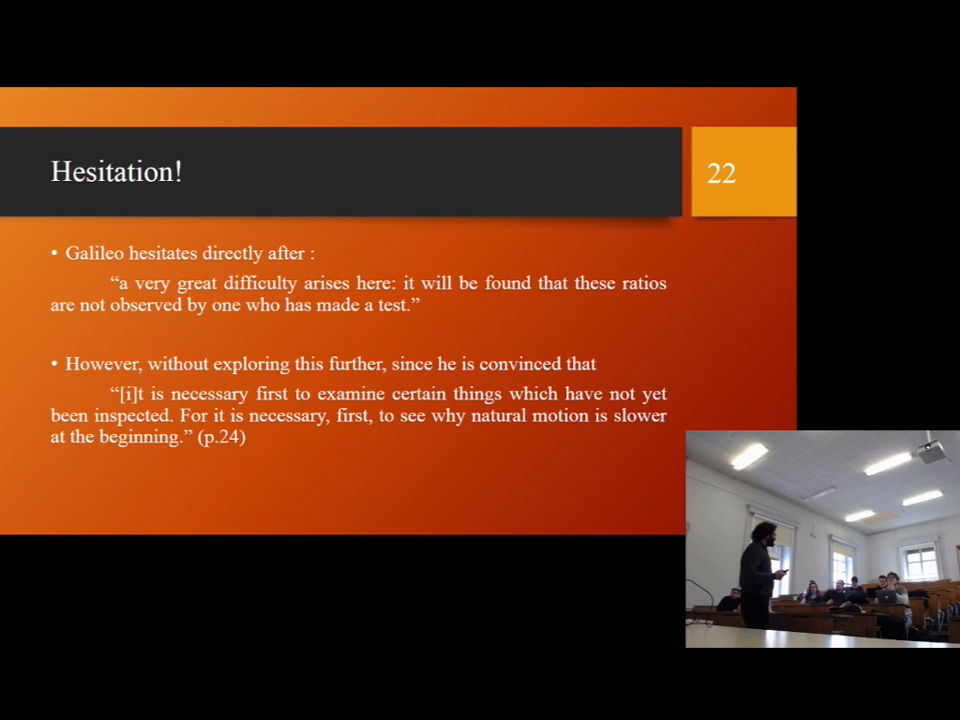 Hesitation!
22
• Galileo hesitates directly after :
“a very great difficulty arises here: it will be found that these ratios
are not observed by one who has made a test.”
• However, without exploring this further, since he is convinced that
“[i]t is necessary first to examine certain things which have not yet
been inspected. For it is necessary, first, to see why natural motion is slower
at the beginning.” (p.24)